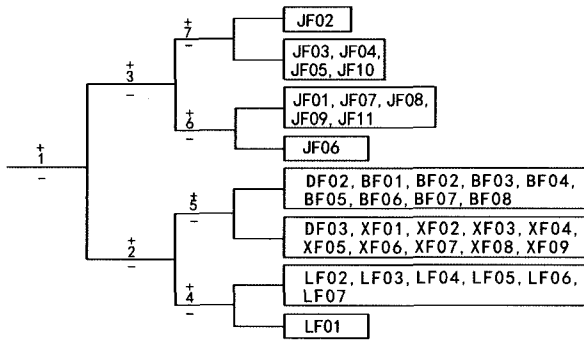 JF02
+
7
−
JF03, JF04,
JF05, JF10
+
3
−
JF01, JF07, JF08,
JF09, JF11
+
6
−
JF06
+
1
−
DF02, BF01, BF02, BF03, BF04,
BF05, BF06, BF07, BF08
+
5
−
DF03, XF01, XF02, XF03, XF04,
XF05, XF06, XF07, XF08, XF09
+
2
−
LF02, LF03, LF04, LF05, LF06,
LF07
+
4
−
LF01